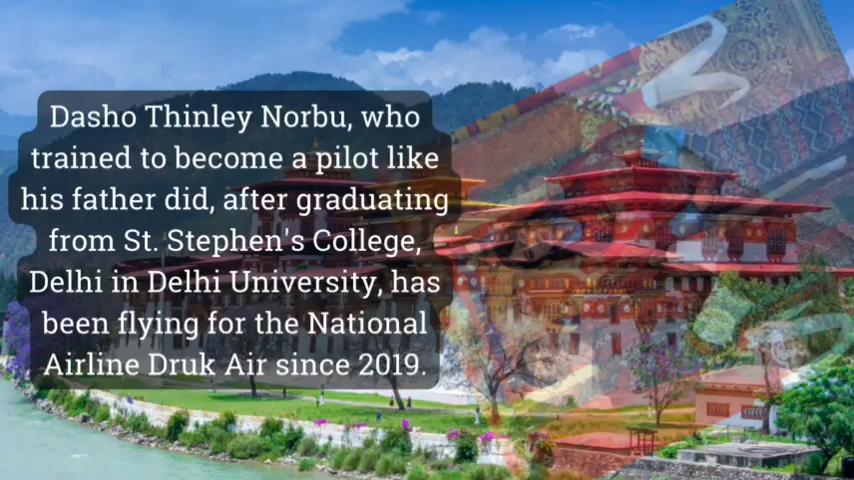 Dasho Thinley Norbu, who
trained to become a pilot like
his father did, after graduating
from St. Stephen's College,
Delhi in Delhi University, has
been flying for the National
Airline Druk Air since 2019.